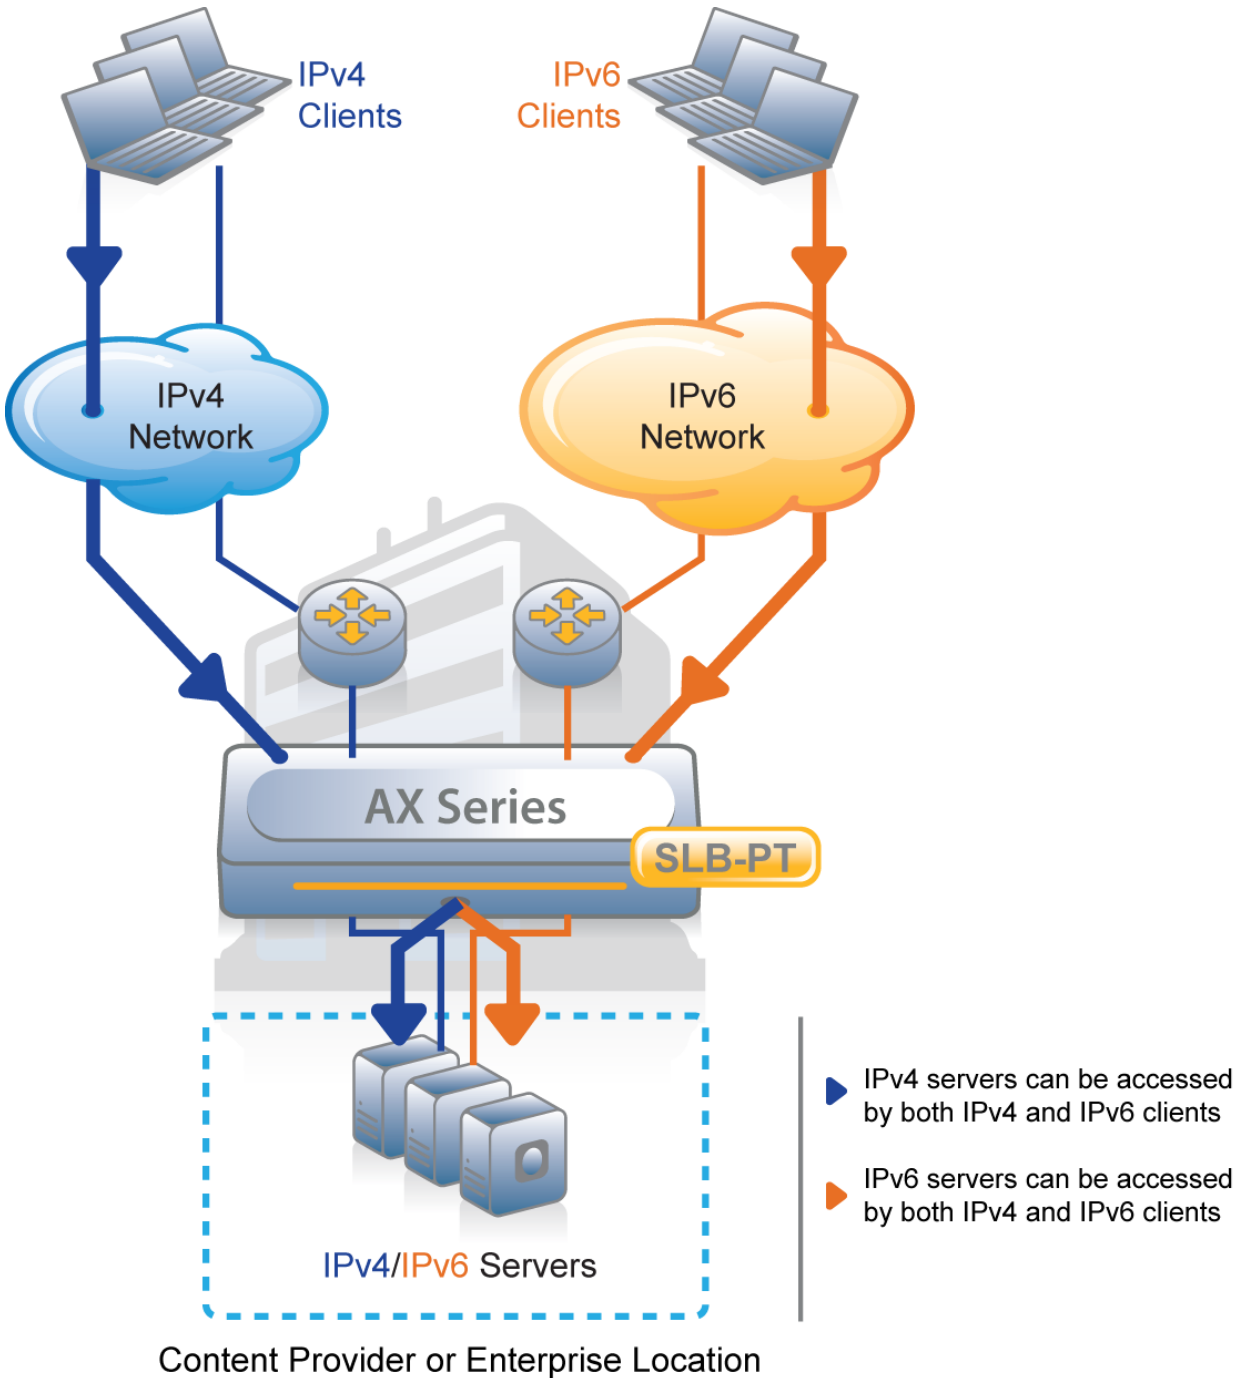 IPv4
Clients
IPv6
Clients
IPv4
Network
IPv6
Network
AX Series
SLB-PT
IPv4 servers can be accessed
by both IPv4 and IPv6 clients
IPv6 servers can be accessed
by both IPv4 and IPv6 clients
IPv4/IPv6 Servers
Content Provider or Enterprise Location